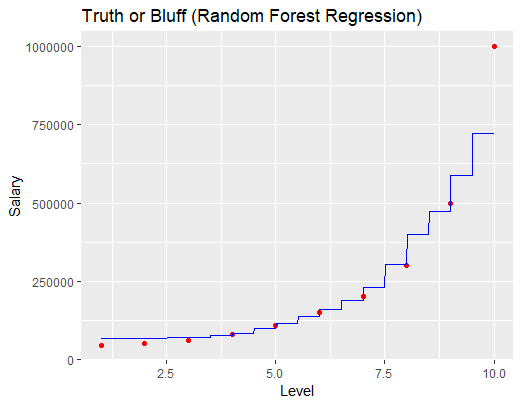 Truth or Bluff (Random Forest Regression)
1000000
750000
500000
250000
0
Salary
2.5 5.0 7.5 10.0
Level